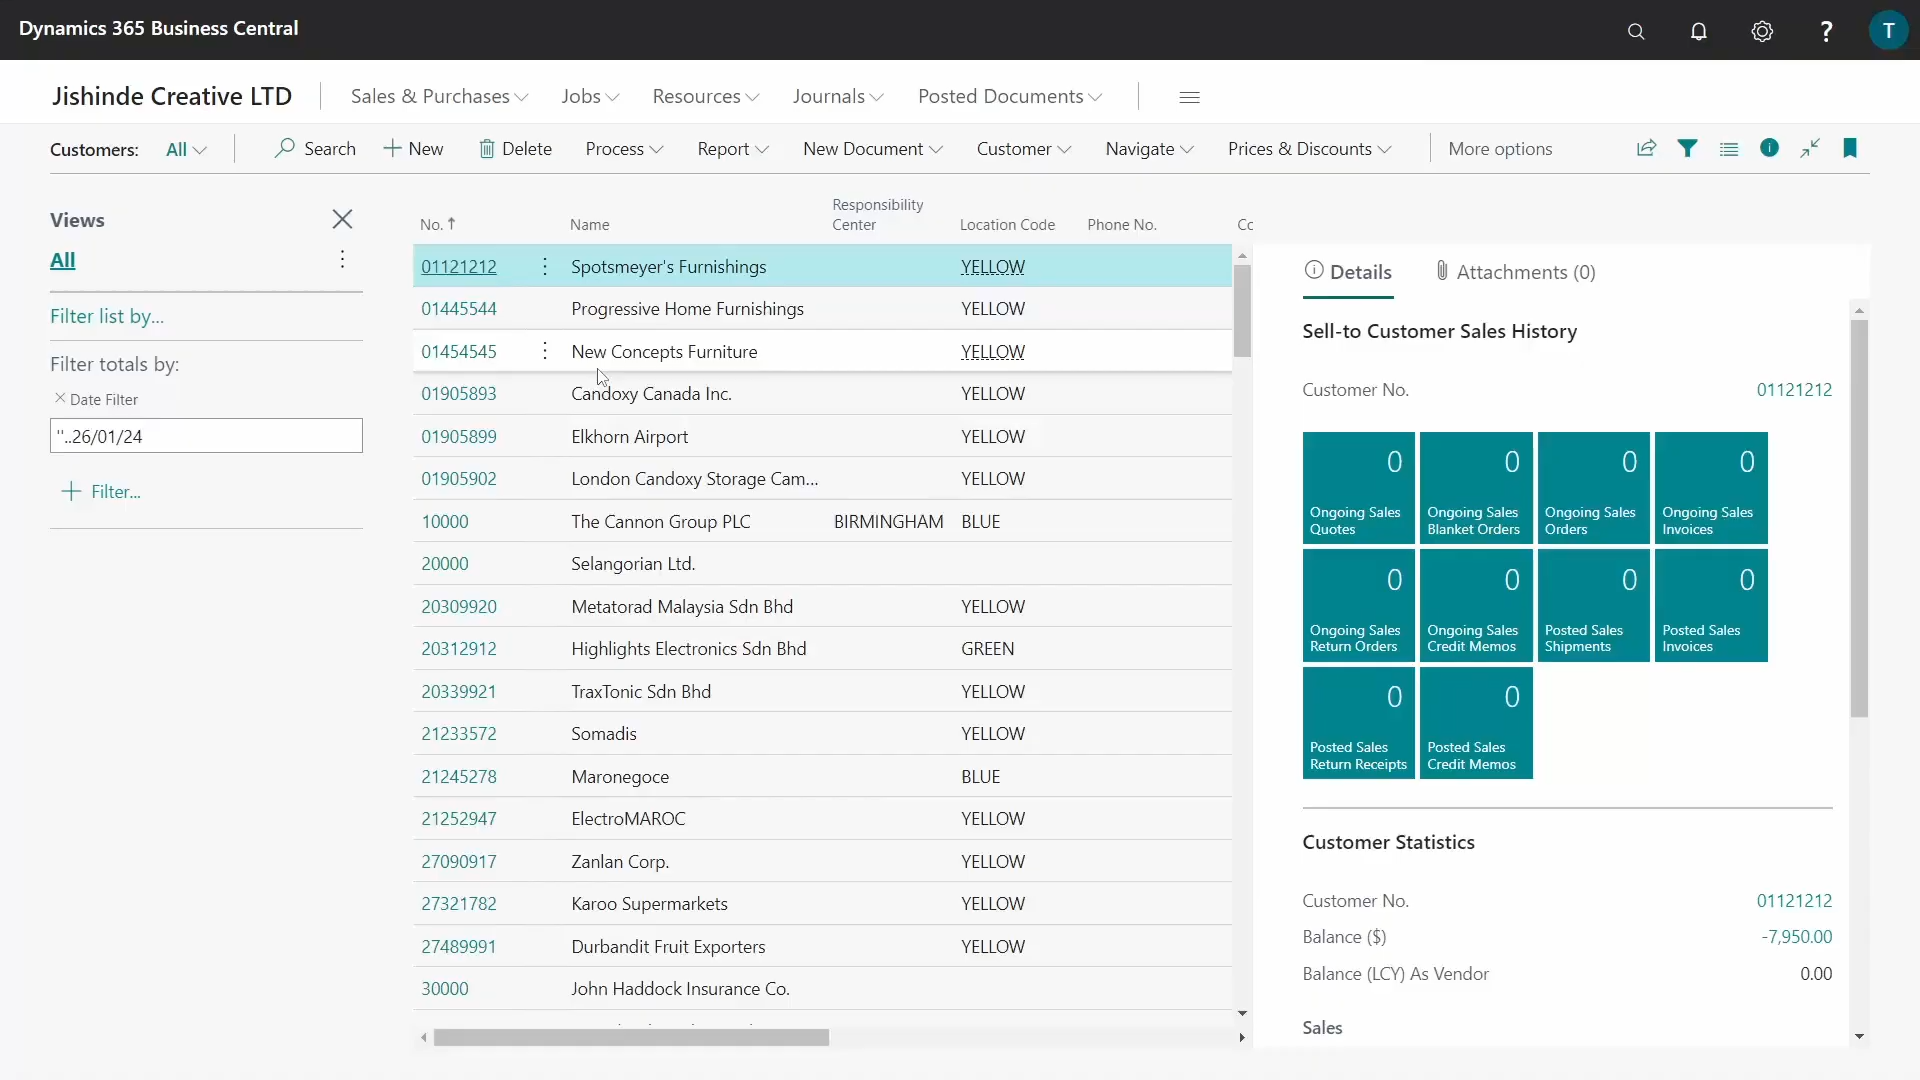 Dynamics 365 Business Central
?
T
Jishinde Creative LTD
Sales & Purchases
Jobs
Resources
Journals
Posted Documents
Customers:
All
Search
New
Delete
Process
Report
New Document
Customer
Navigate
Prices & Discounts
More options
Views
All
Filter list by...
Filter totals by:
Date Filter
''..26/01/24
Filter...
No. ↑
Name
Responsibility
Center
Location Code
Phone No.
Cc
01121212 Spotsmeyer's Furnishings YELLOW
01445544 Progressive Home Furnishings YELLOW
01454545 New Concepts Furniture YELLOW
01905893 Candoxy Canada Inc. YELLOW
01905899 Elkhorn Airport YELLOW
01905902 London Candoxy Storage Cam... YELLOW
10000 The Cannon Group PLC BIRMINGHAM BLUE
20000 Selangorian Ltd.
20309920 Metatorad Malaysia Sdn Bhd YELLOW
20312912 Highlights Electronics Sdn Bhd GREEN
20339921 TraxTonic Sdn Bhd YELLOW
21233572 Somadis YELLOW
21245278 Maronegoce BLUE
21252947 ElectroMAROC YELLOW
27090917 Zanlan Corp. YELLOW
27321782 Karoo Supermarkets YELLOW
27489991 Durbandit Fruit Exporters YELLOW
30000 John Haddock Insurance Co.
Details
Attachments (0)
Sell-to Customer Sales History
Customer No. 01121212
0
Ongoing Sales
Quotes
0
Ongoing Sales
Blanket Orders
0
Ongoing Sales
Orders
0
Ongoing Sales
Invoices
0
Ongoing Sales
Return Orders
0
Ongoing Sales
Credit Memos
0
Posted Sales
Shipments
0
Posted Sales
Invoices
0
Posted Sales
Return Receipts
0
Posted Sales
Credit Memos
Customer Statistics
Customer No. 01121212
Balance ($) -7,950.00
Balance (LCY) As Vendor 0.00
Sales